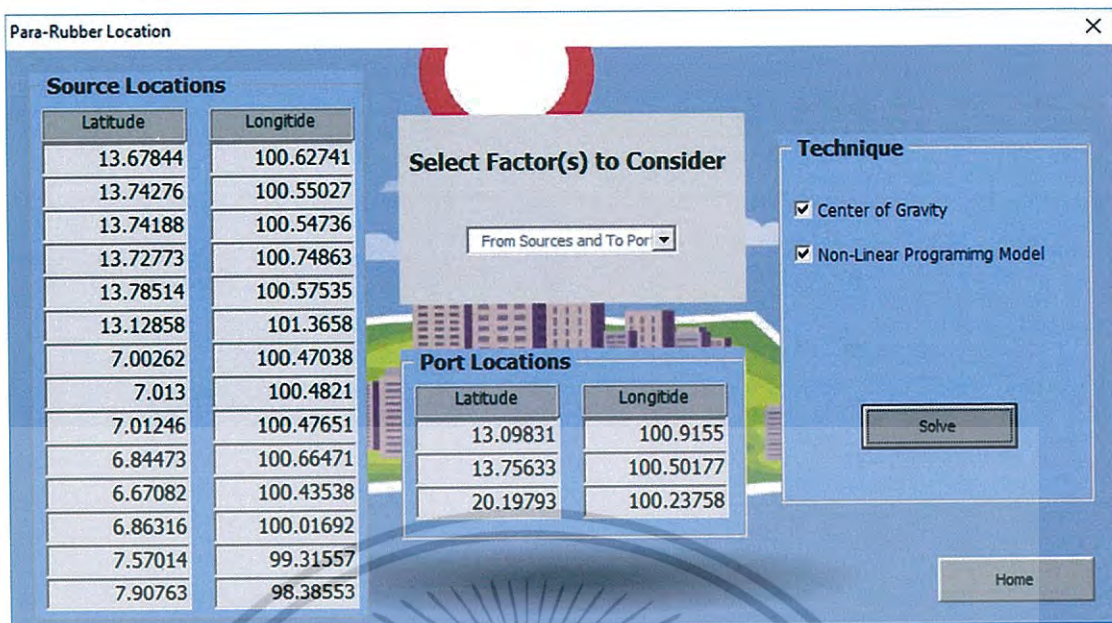 Para-Rubber Location
Source Locations
Latitude Longitide
13.67844 100.62741
13.74276 100.55027
13.74188 100.54736
13.72773 100.74863
13.78514 100.57535
13.12858 101.3658
7.00262 100.47038
7.013 100.4821
7.01246 100.47651
6.84473 100.66471
6.67082 100.43538
6.86316 100.01692
7.57014 99.31557
7.90763 98.38553
Select Factor(s) to Consider
From Sources and To Por
Port Locations
Latitude Longitide
13.09831 100.9155
13.75633 100.50177
20.19793 100.23758
Technique
Center of Gravity
Non-Linear Programimg Model
Solve
Home